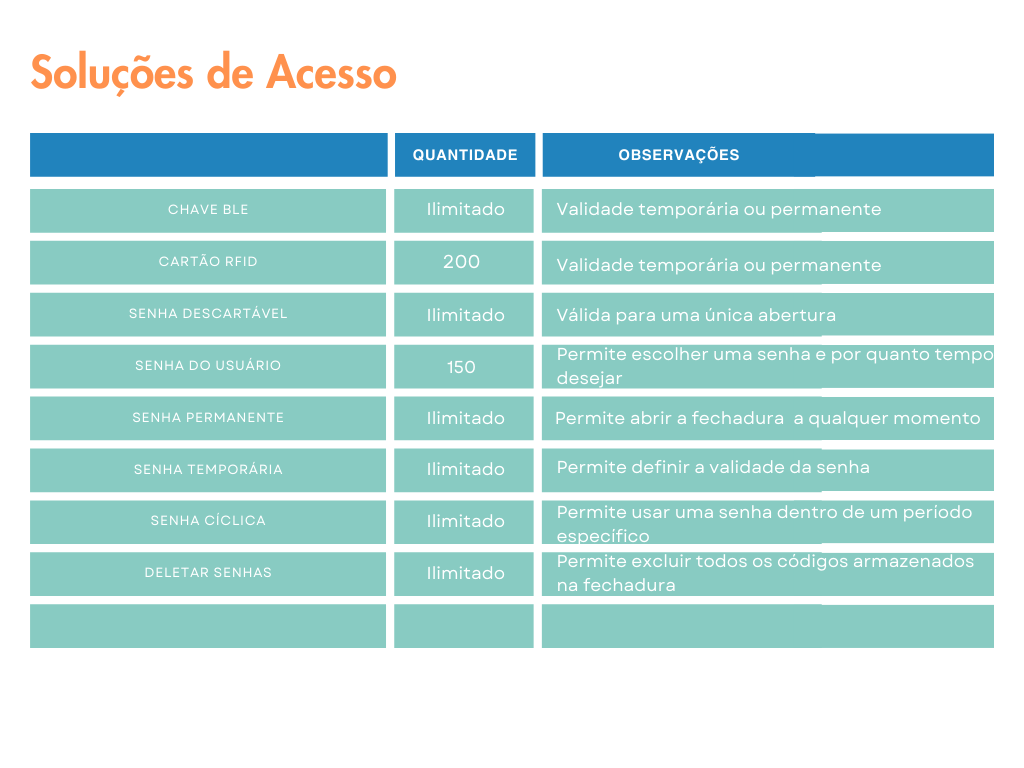 Soluções de Acesso
QUANTIDADE OBSERVAÇÕES
CHAVE BLE Ilimitado Validade temporária ou permanente
CARTÃO RFID 200 Validade temporária ou permanente
SENHA DESCARTÁVEL Ilimitado Válida para uma única abertura
SENHA DO USUÁRIO 150 Permite escolher uma senha e por quanto tempo
desejar
SENHA PERMANENTE Ilimitado Permite abrir a fechadura  a qualquer momento
SENHA TEMPORÁRIA Ilimitado Permite definir a validade da senha
SENHA CÍCLICA Ilimitado Permite usar uma senha dentro de um período
específico
DELETAR SENHAS Ilimitado Permite excluir todos os códigos armazenados
na fechadura